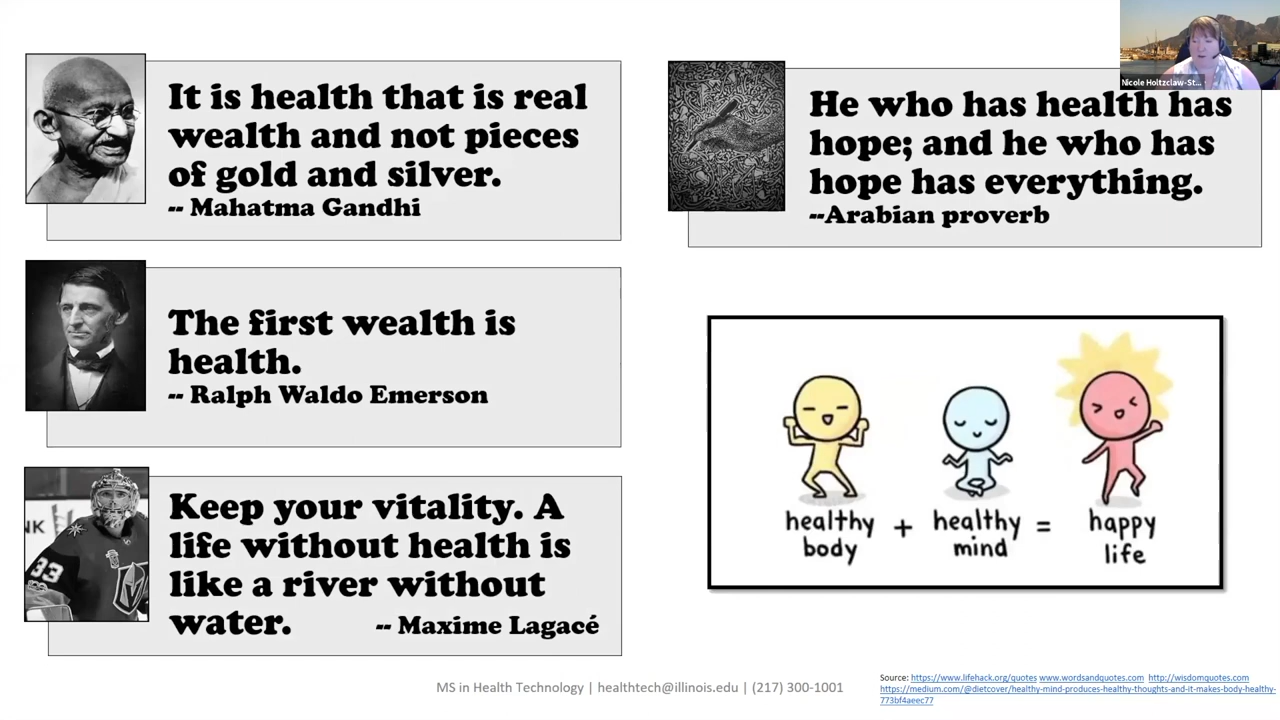 It is health that is real
wealth and not pieces
of gold and silver.
-- Mahatma Gandhi
The first wealth is
health.
-- Ralph Waldo Emerson
Keep your vitality. A
life without health is
like a river without
water. -- Maxime Lagacé
NK
33
Nicole Holtzclaw-St...
He who has health has
hope; and he who has
hope has everything.
--Arabian proverb
healthy + healthy = happy
body mind life
MS in Health Technology | healthtech@illinois.edu | (217) 300-1001
Source: https://www.lifehack.org/quotes www.wordsandquotes.com http://wisdomquotes.com
https://medium.com/@dietcover/healthy-mind-produces-healthy-thoughts-and-it-makes-body-healthy-
773bf4aeec77